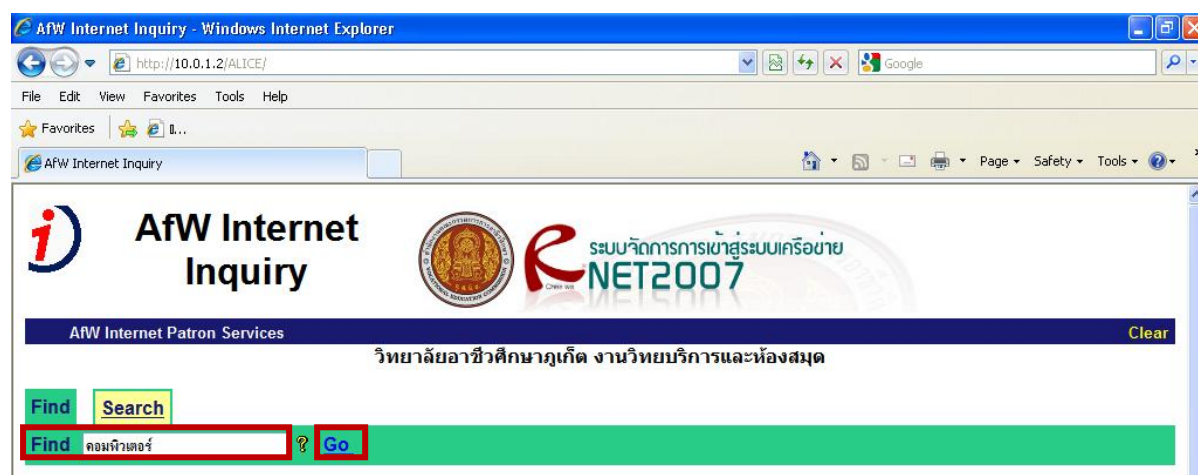 AfW Internet Inquiry - Windows Internet Explorer
http://10.0.1.2/ALICE/
Google
File Edit View Favorites Tools Help
Favorites
AfW Internet Inquiry
Page Safety Tools
i
AfW Internet
Inquiry
ระบบจัดการการเข้าสู่ระบบเครือข่าย
R-NET2007
AfW Internet Patron Services Clear
วิทยาลัยอาชีวศึกษาภูเก็ต งานวิทยบริการและห้องสมุด
Find Search
Find คอมพิวเตอร์ ? Go